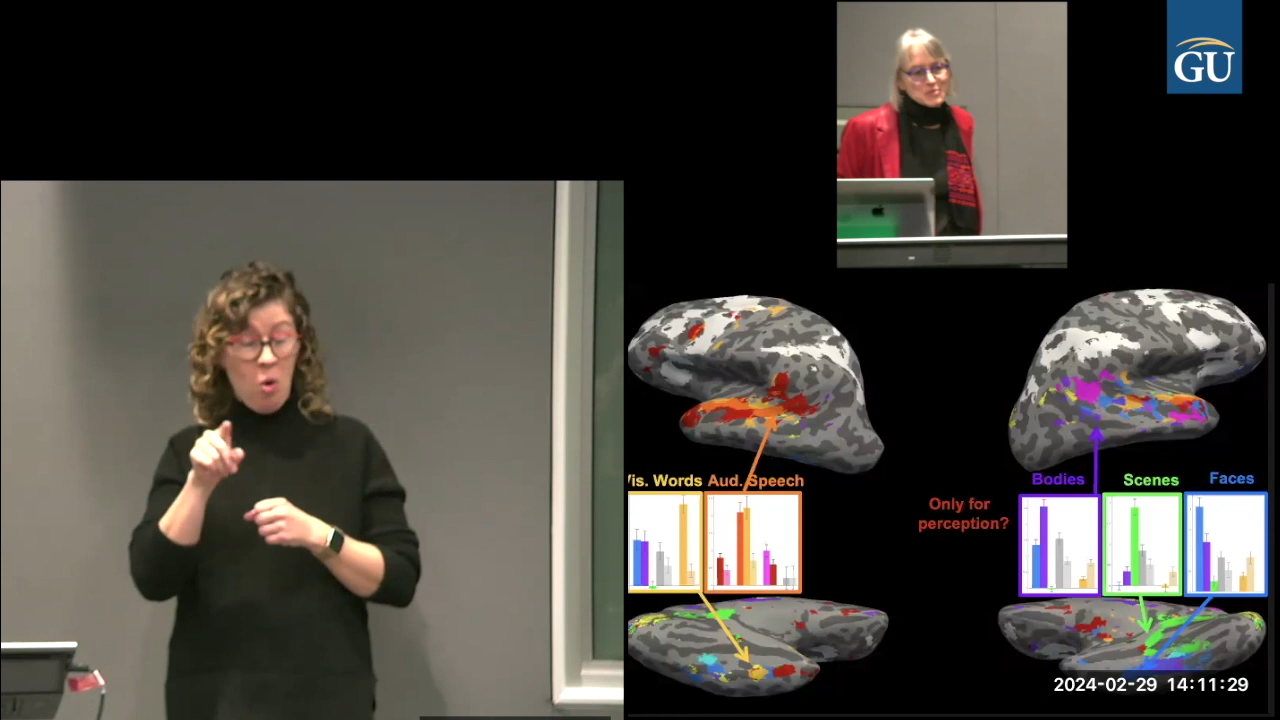 GU
Vis. Words
Aud. Speech
Bodies
Scenes
Faces
Only for
perception?
2024-02-29 14:11:29